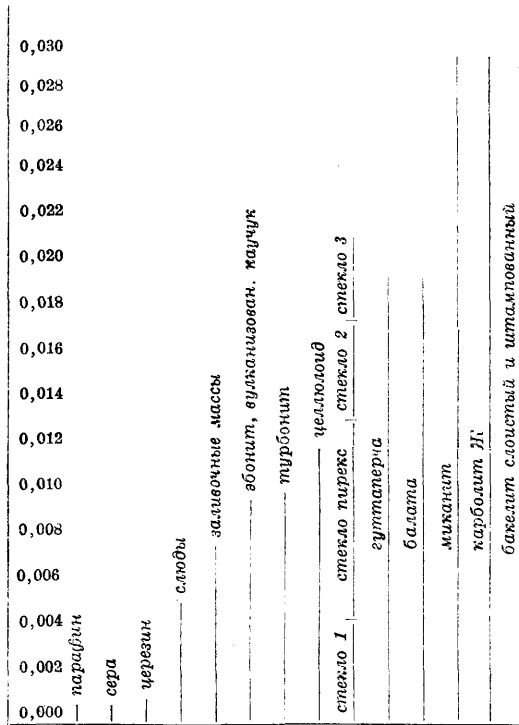 0,030
0,028
0,026
0,024
0,022
0,020
0,018
0,016
0,014
0,012
0,010
0,008
0,006
0,004
0,002
0,000
парафин
сера
церезин
слюды
заливочные массы
эбонит, вулканизован. каучук
турбонит
целлюлоид
стекло 1
стекло пирекс
стекло 2
стекло 3
гуттаперча
балата
миканит
карболит Ж
бакелит слоистый и штампованный